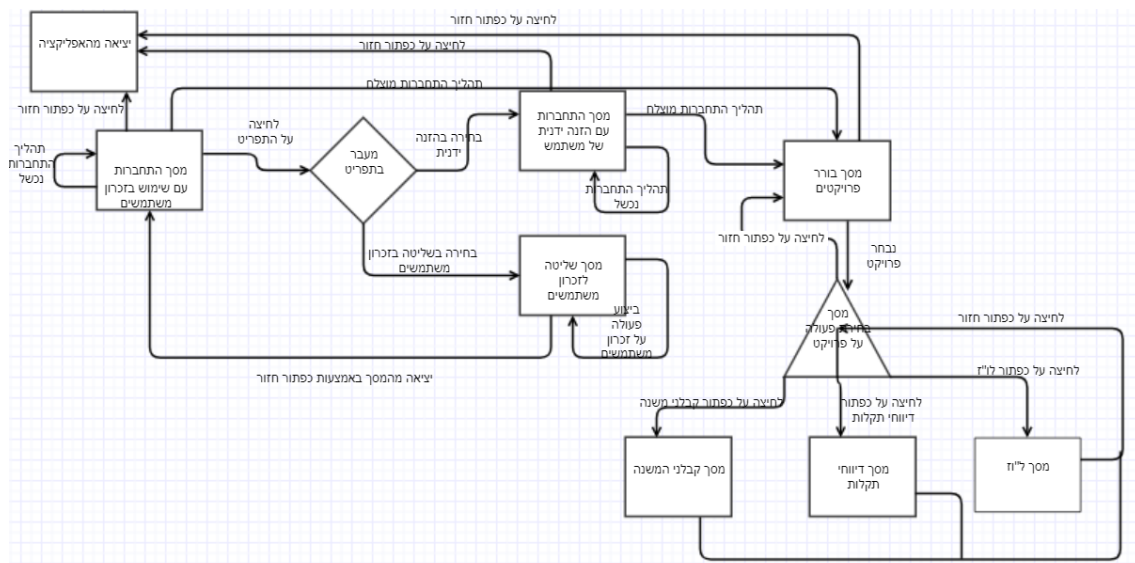 לחיצה על כפתור חזור
יציאה מהאפליקציה
לחיצה על כפתור חזור
תהליך התחברות מוצלח
לחיצה על כפתור חזור
לחיצה
על התפריט
בחירה בהזנה
ידנית
מסך התחברות
עם הזנה ידנית
של משתמש
תהליך התחברות מוצלח
תהליך
התחברות
נכשל
מסך התחברות
עם שימוש בזכרון
משתמשים
מעבר
בתפריט
תהליך התחברות
נכשל
מסך בורר
פרויקטים
לחיצה על כפתור חזור
נבחר
פרויקט
בחירה בשליטה בזכרון
משתמשים
מסך שליטה
לזכרון
משתמשים
ביצוע
פעולה
על זכרון
משתמשים
יציאה מהמסך באמצעות כפתור חזור
מסך
בחירת פעולה
על פרויקט
לחיצה על כפתור חזור
לחיצה על כפתור לו"ז
לחיצה על כפתור קבלני משנה
לחיצה על כפתור
דיווחי תקלות
מסך קבלני המשנה
מסך דיווחי
תקלות
מסך ל"וז